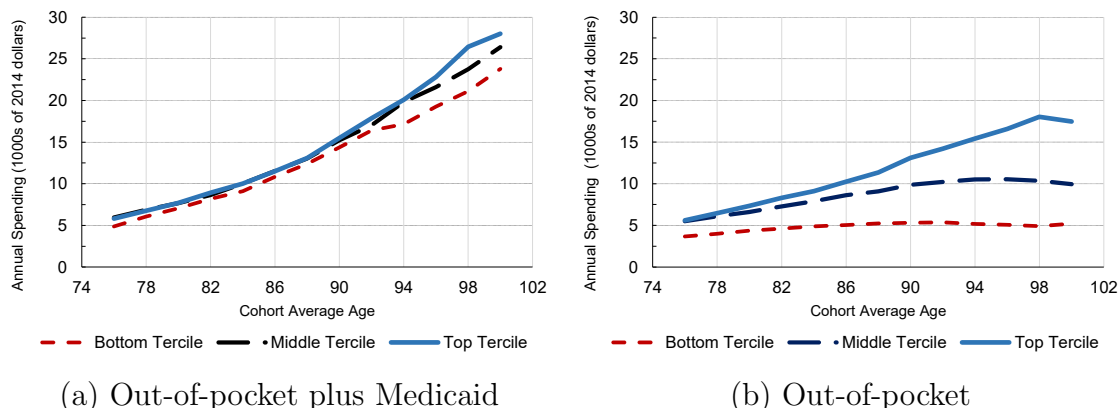 Annual Spending (1000s of 2014 dollars)
30
25
20
15
10
5
0
74 78 82 86 90 94 98 102
Cohort Average Age
Bottom Tercile Middle Tercile Top Tercile
(a) Out-of-pocket plus Medicaid
Annual Spending (1000s of 2014 dollars)
30
25
20
15
10
5
0
74 78 82 86 90 94 98 102
Cohort Average Age
Bottom Tercile Middle Tercile Top Tercile
(b) Out-of-pocket